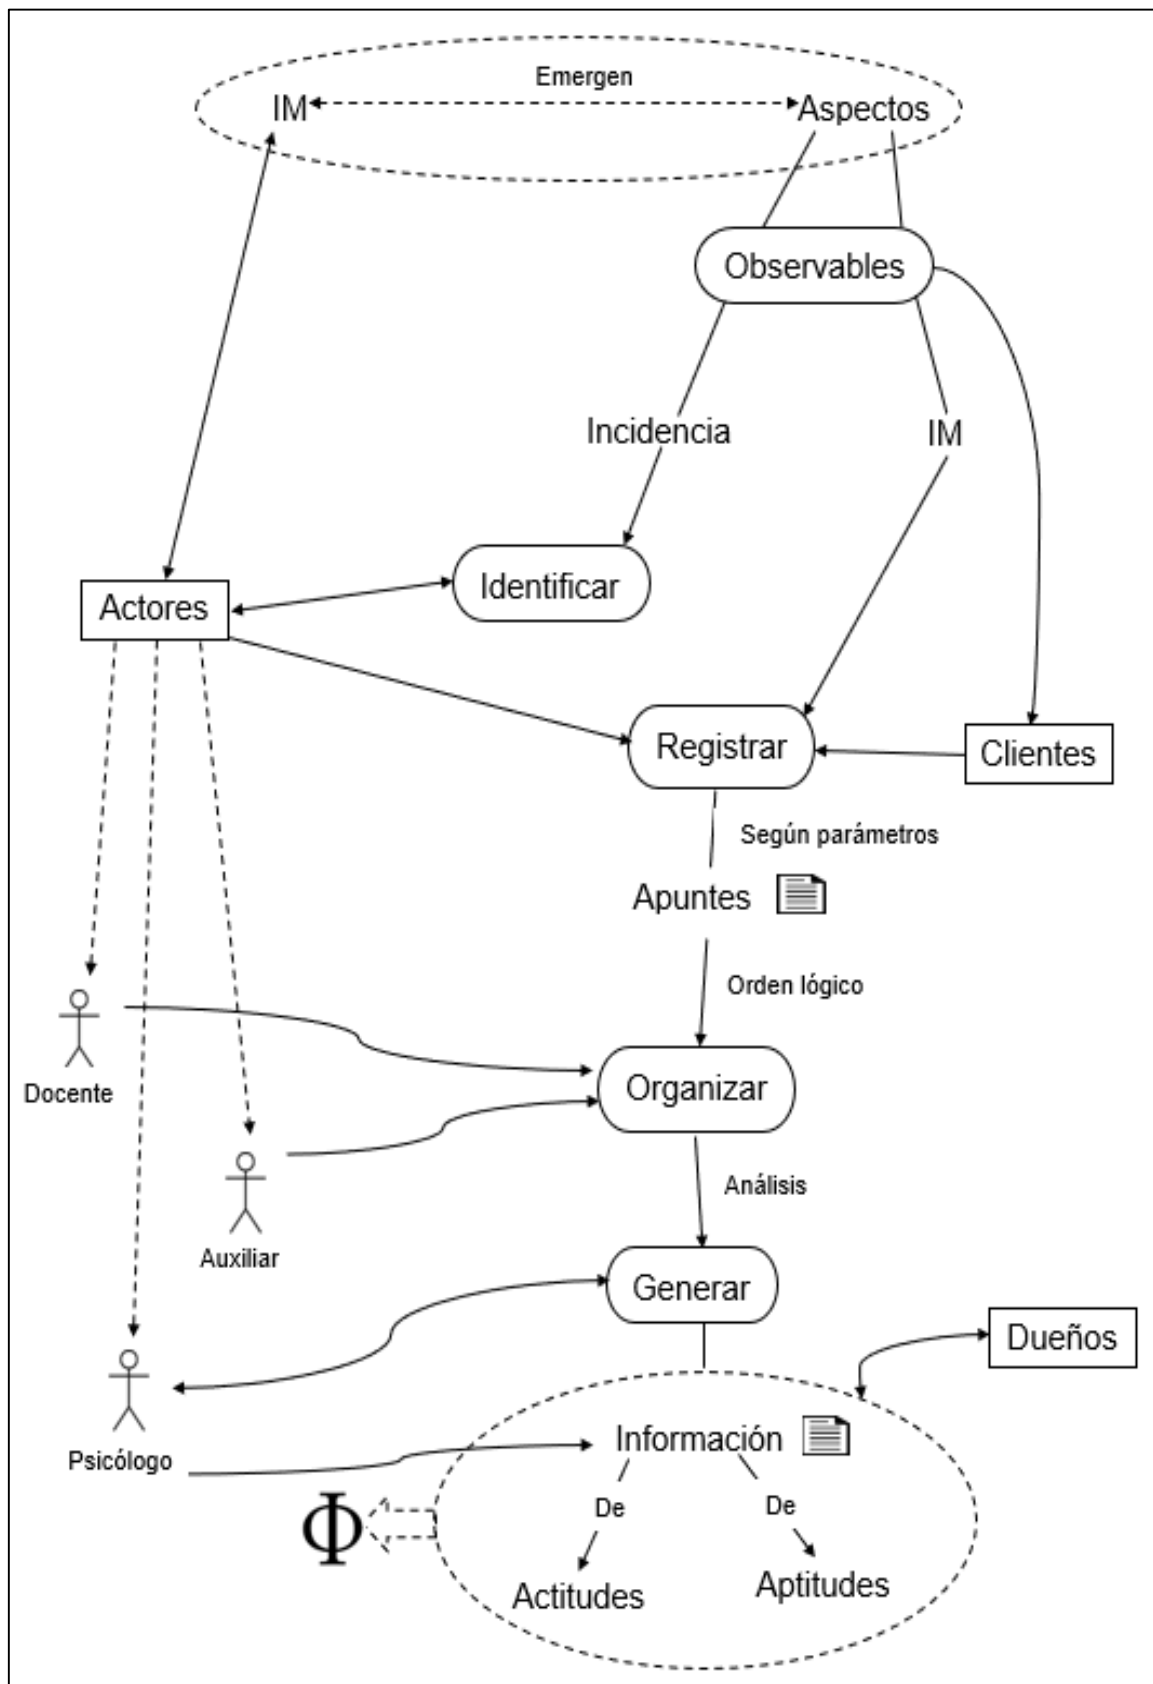 Emergen
IM
Aspectos
Observables
Incidencia
IM
Identificar
Actores
Registrar
Clientes
Según parámetros
Apuntes
Orden lógico
Docente
Organizar
Análisis
Auxiliar
Generar
Dueños
Información
Psicólogo
De
De
Φ
Actitudes
Aptitudes